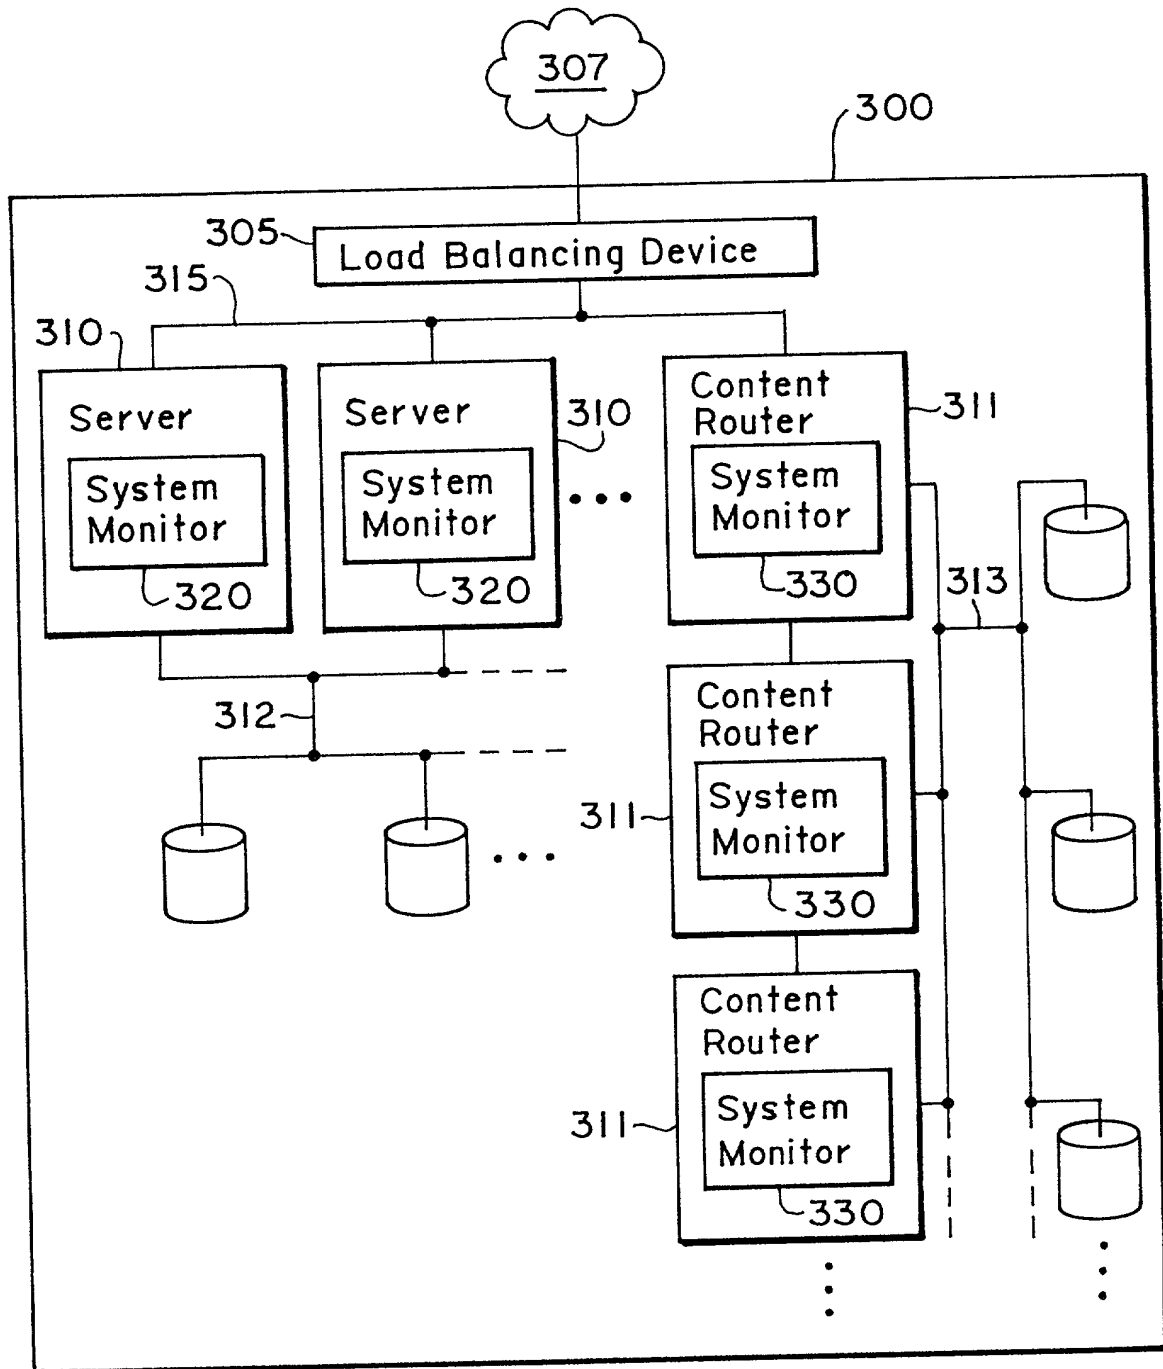 307
300
305
Load Balancing Device
315
310
Server
System
Monitor
320
Server
310
System
Monitor
320
Content
Router
311
System
Monitor
330
313
312
Content
Router
System
Monitor
311
330
Content
Router
System
Monitor
311
330